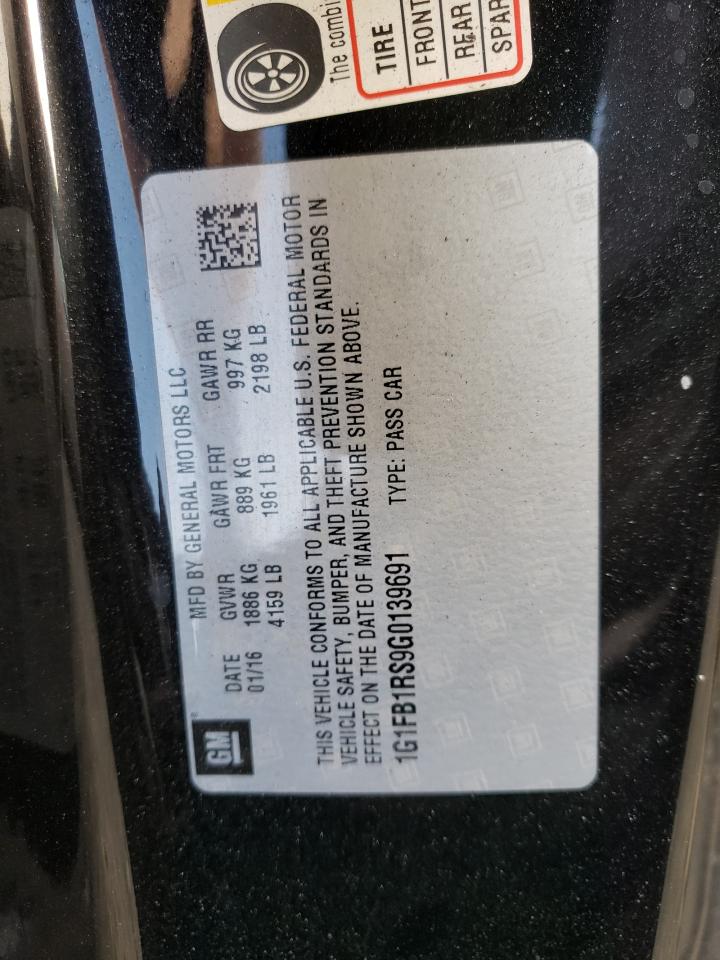 GM
MFD BY GENERAL MOTORS LLC
DATE GVWR GAWR FRT GAWR RR
01/16 1886 KG 889 KG 997 KG
4159 LB 1961 LB 2198 LB
THIS VEHICLE CONFORMS TO ALL APPLICABLE U.S. FEDERAL MOTOR
VEHICLE SAFETY, BUMPER, AND THEFT PREVENTION STANDARDS IN
EFFECT ON THE DATE OF MANUFACTURE SHOWN ABOVE.
1G1FB1RS9G0139691 TYPE: PASS CAR
The combi
TIRE
FRONT
REAR
SPAR